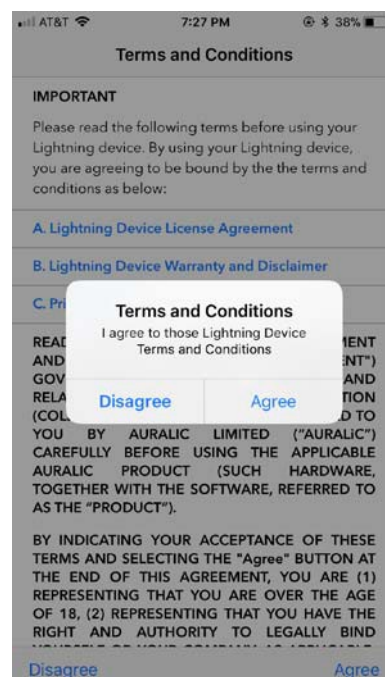 AT&T 7:27 PM 38%
Terms and Conditions
IMPORTANT
Please read the following terms before using your
Lightning device. By using your Lightning device,
you are agreeing to be bound by the the terms and
conditions as below:
A. Lightning Device License Agreement
B. Lightning Device Warranty and Disclaimer
C. Pri
Terms and Conditions
I agree to those Lightning Device
Terms and Conditions
Disagree Agree
READ MENT
AND ENT")
GOV AND
RELA TION
(COL D TO
YOU BY AURALIC LIMITED ("AURALiC")
CAREFULLY BEFORE USING THE APPLICABLE
AURALIC PRODUCT (SUCH HARDWARE,
TOGETHER WITH THE SOFTWARE, REFERRED TO
AS THE "PRODUCT").
BY INDICATING YOUR ACCEPTANCE OF THESE
TERMS AND SELECTING THE "Agree" BUTTON AT
THE END OF THIS AGREEMENT, YOU ARE (1)
REPRESENTING THAT YOU ARE OVER THE AGE
OF 18, (2) REPRESENTING THAT YOU HAVE THE
RIGHT AND AUTHORITY TO LEGALLY BIND
Disagree Agree